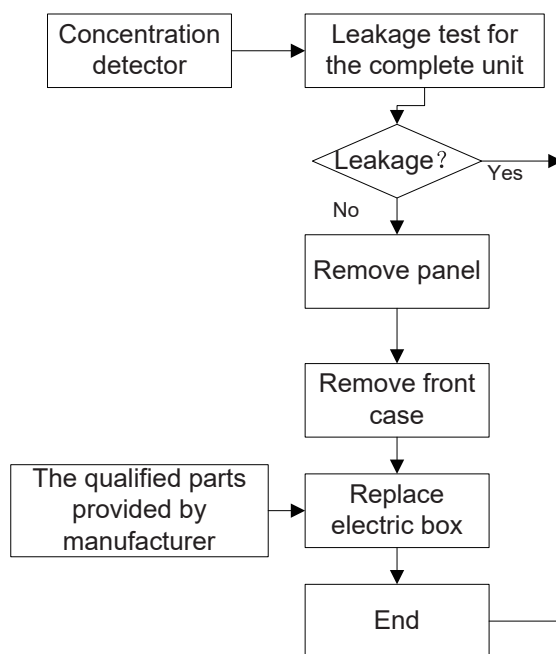 Concentration
detector
Leakage test for
the complete unit
Leakage？
Yes
No
Remove panel
Remove front
case
The qualified parts
provided by
manufacturer
Replace
electric box
End